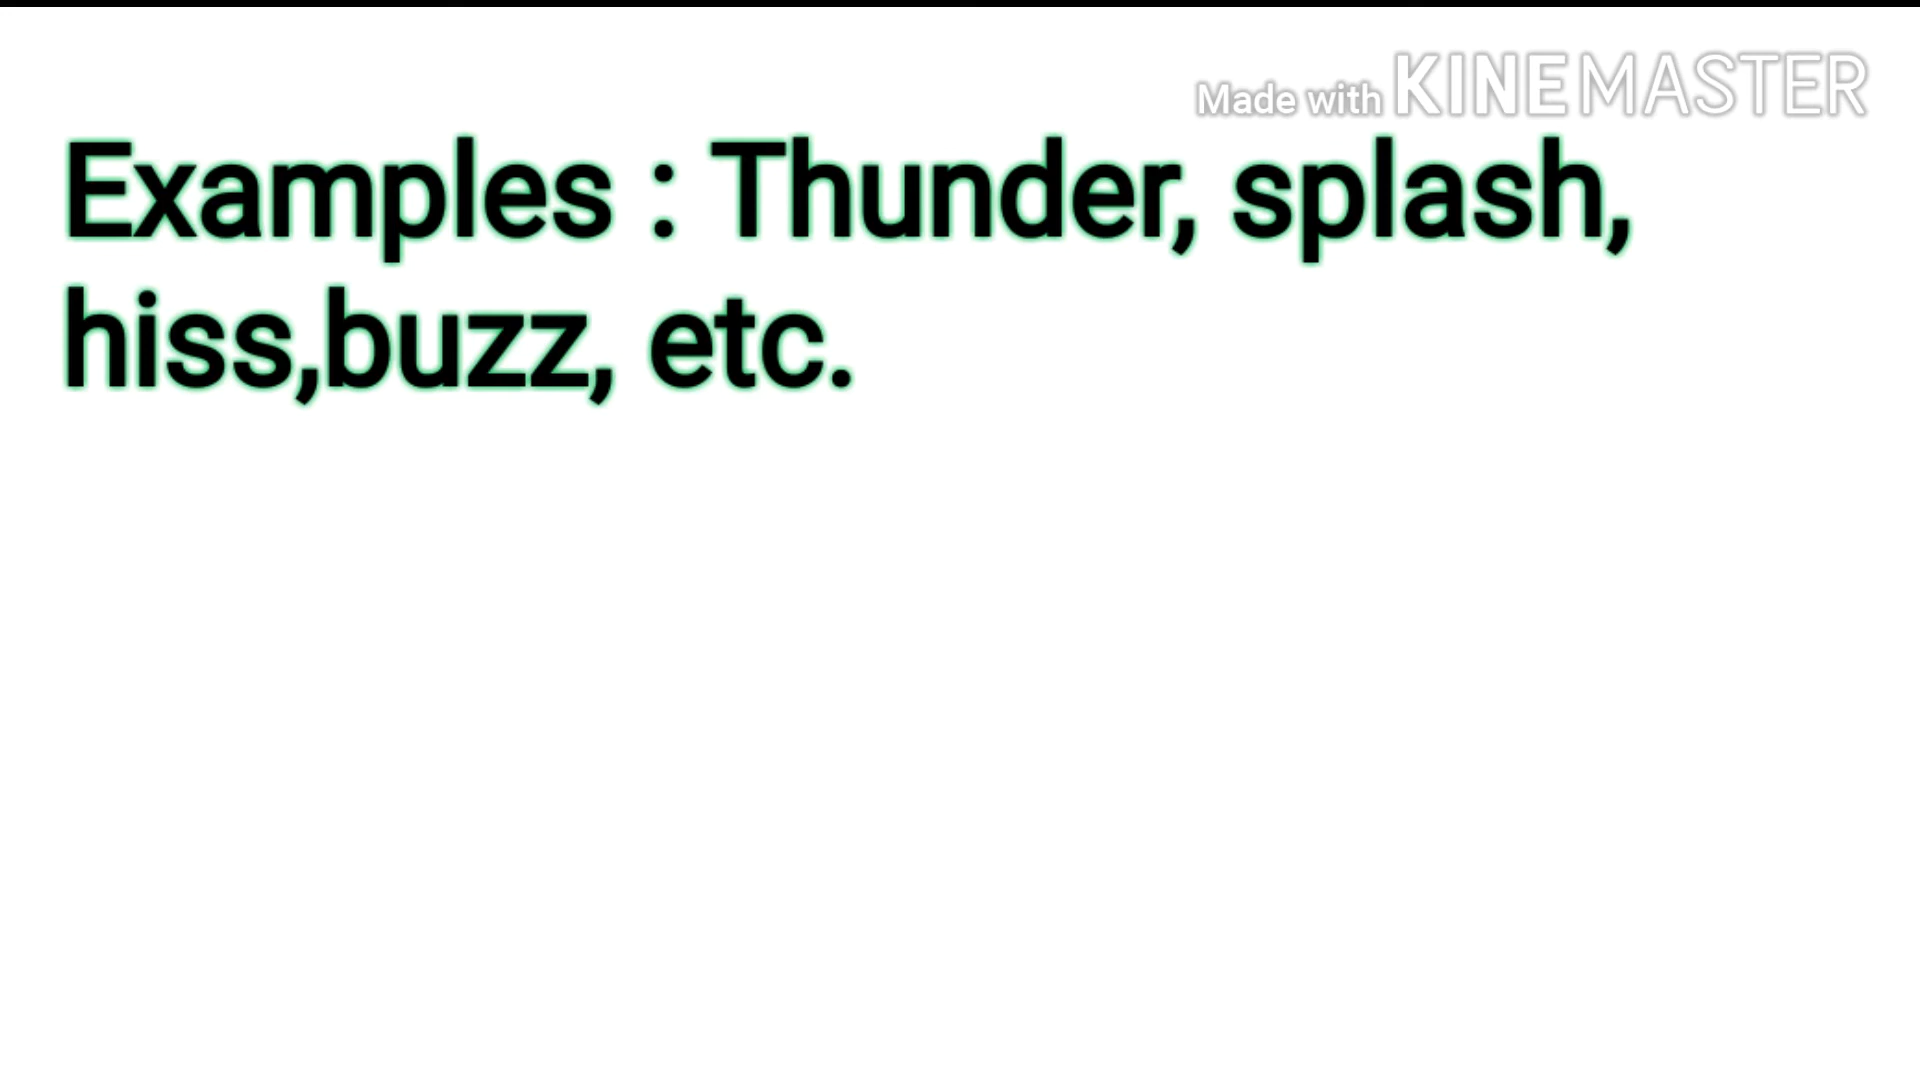 Made with KINEMASTER
Examples : Thunder, splash,
hiss,buzz, etc.